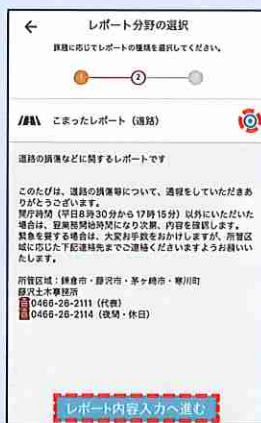 ← レポート分野の選択
課題に応じてレポートの種類を選択してください。
1 2
こまったレポート（道路）
道路の損傷などに関するレポートです
このたびは、道路の損傷等について、通報をしていただきあ
りがとうございます。
開庁時間（平日8時30分から17時15分）以外にいただいた
場合は、翌業務開始時間になり次第、内容を確認します。
緊急を要する場合は、大変お手数をおかけしますが、所管区
域に応じた下記連絡先までご連絡くださいますようお願いい
たします。
所管区域：鎌倉市・藤沢市・茅ヶ崎市・寒川町
藤沢土木事務所
0466-26-2111（代表）
0466-26-2114（夜間・休日）
レポート内容入力へ進む